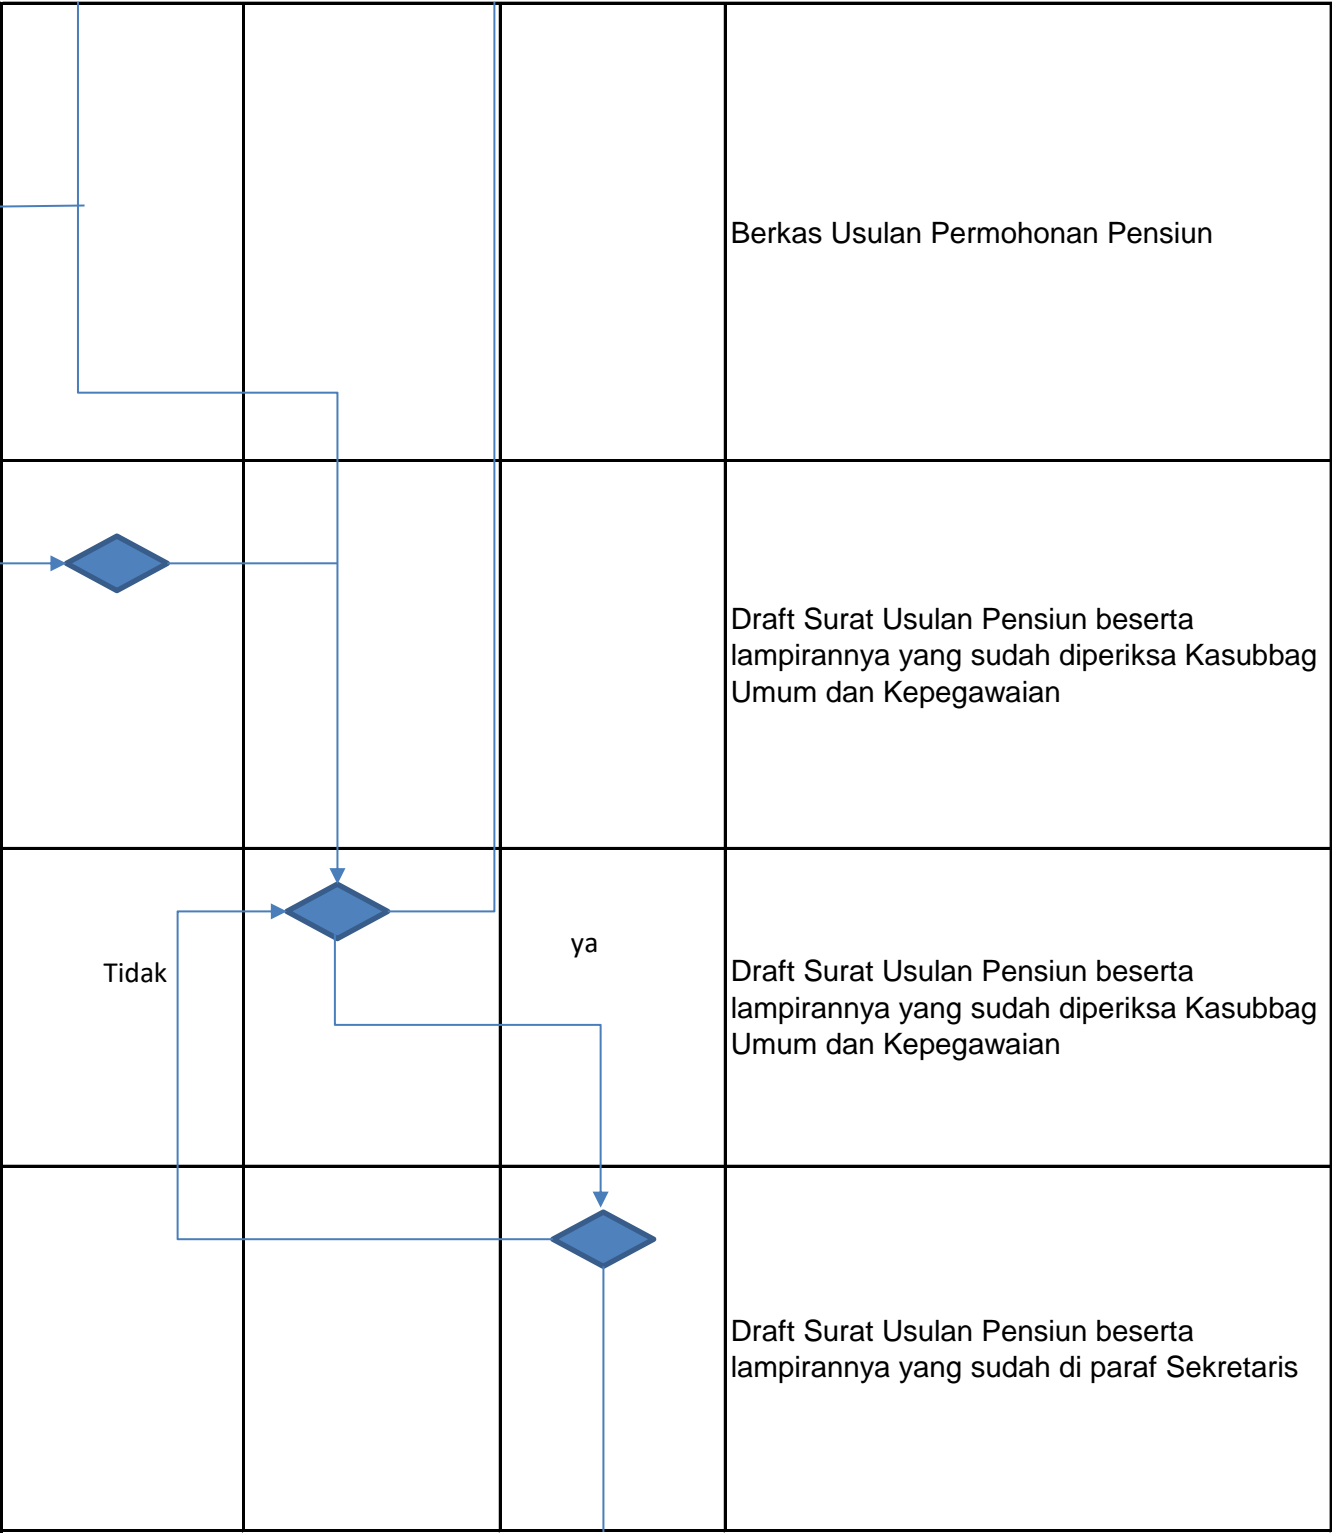 Berkas Usulan Permohonan Pensiun
Draft Surat Usulan Pensiun beserta
lampirannya yang sudah diperiksa Kasubbag
Umum dan Kepegawaian
Tidak
ya
Draft Surat Usulan Pensiun beserta
lampirannya yang sudah diperiksa Kasubbag
Umum dan Kepegawaian
Draft Surat Usulan Pensiun beserta
lampirannya yang sudah di paraf Sekretaris